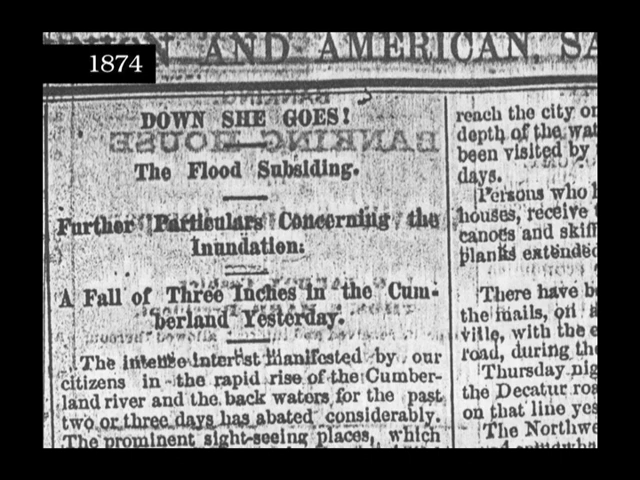 1874
AND AMERICAN, SA
DOWN SHE GOES!
BANKING HOUSE
The Flood Subsiding.
Further Particulars Concerning the
Inundation:
A Fall of Three Inches in the Cum-
berland Yesterday.
The intense interest manifested by our
citizens in the rapid rise of the Cumber-
land river and the back waters for the past
two or three days has abated considerably.
The prominent sight-seeing places, which
reach the city or
depth of the wat
been visited by
days.
Persons who h
houses, receive
canoes and skiff
planks extended
There have b
the mails, on a
ville, with the e
road, during the
Thursday nig
the Decatur roa
on that line yes
The Northwe